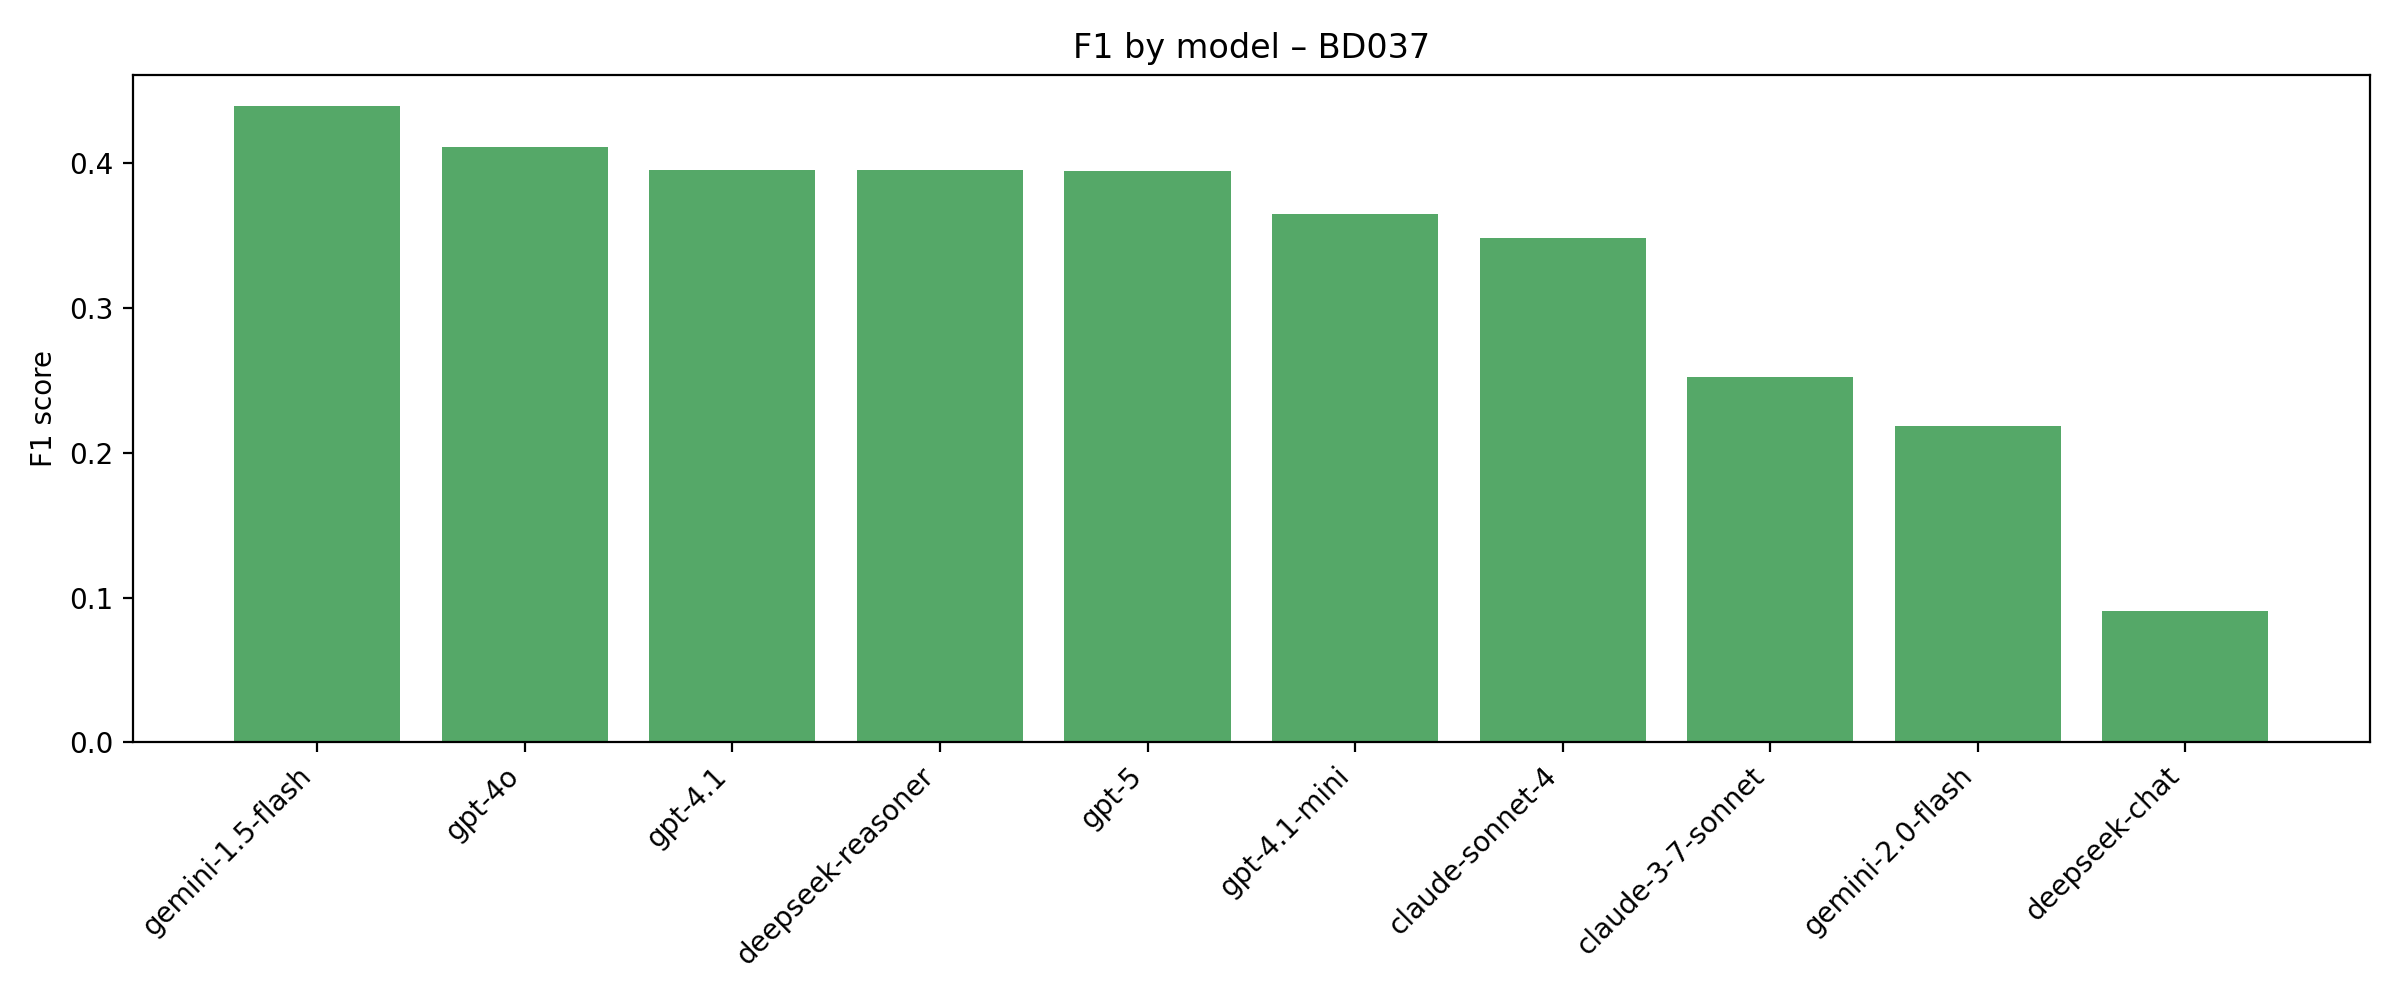 F1 by model – BD037
F1 score
0.4
0.3
0.2
0.1
0.0
gemini-1.5-flash
gpt-4o
gpt-4.1
deepseek-reasoner
gpt-5
gpt-4.1-mini
claude-sonnet-4
claude-3-7-sonnet
gemini-2.0-flash
deepseek-chat